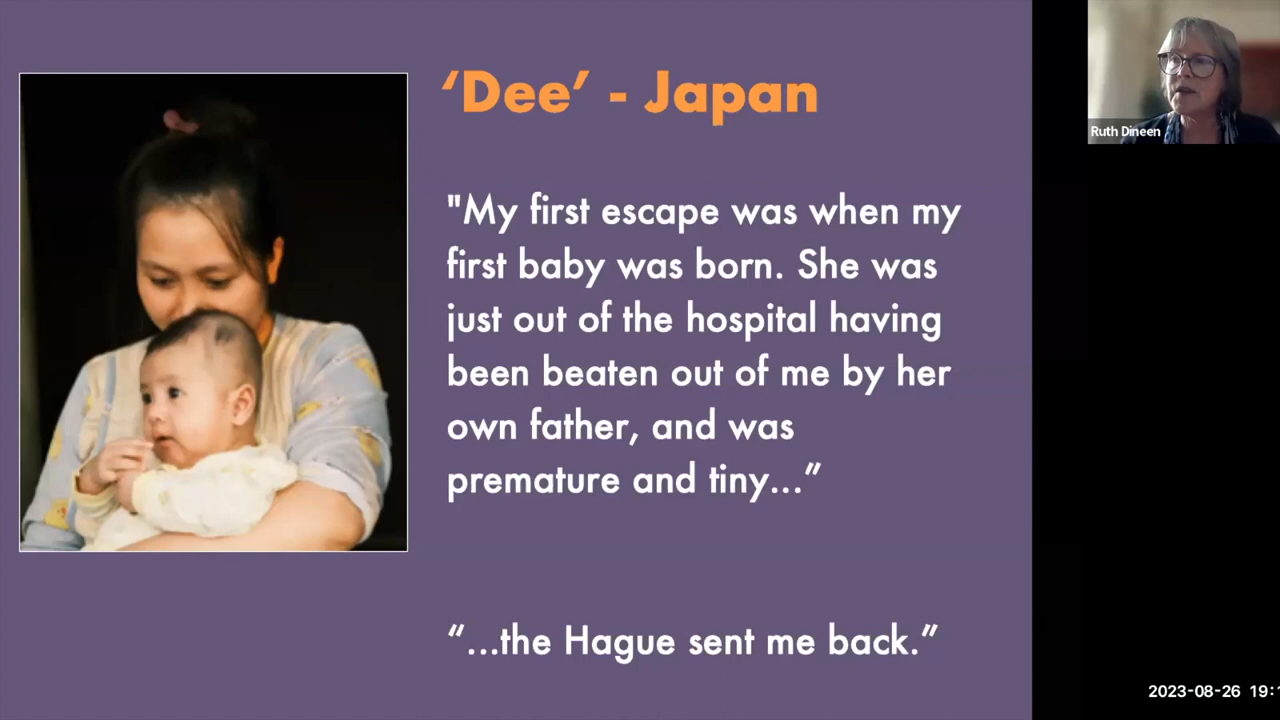 ‘Dee’ - Japan
"My first escape was when my
first baby was born. She was
just out of the hospital having
been beaten out of me by her
own father, and was
premature and tiny...”
“...the Hague sent me back.”
Ruth Dineen
2023-08-26